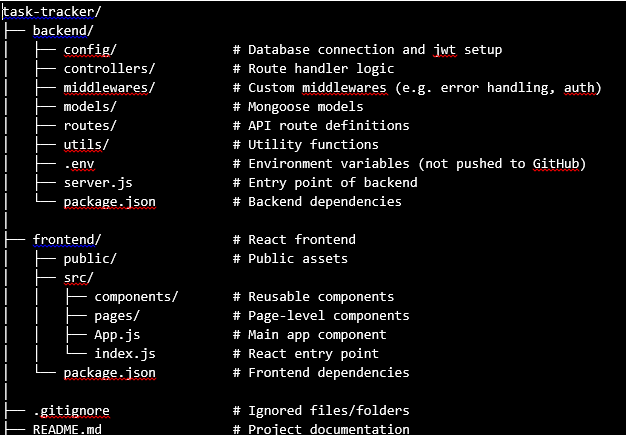 task-tracker/
├── backend/
│   ├── config/               # Database connection and jwt setup
│   ├── controllers/          # Route handler logic
│   ├── middlewares/          # Custom middlewares (e.g. error handling, auth)
│   ├── models/               # Mongoose models
│   ├── routes/               # API route definitions
│   ├── utils/                # Utility functions
│   ├── .env                  # Environment variables (not pushed to GitHub)
│   ├── server.js             # Entry point of backend
│   └── package.json          # Backend dependencies
│
├── frontend/                 # React frontend
│   ├── public/               # Public assets
│   ├── src/
│   │   ├── components/       # Reusable components
│   │   ├── pages/            # Page-level components
│   │   ├── App.js            # Main app component
│   │   └── index.js          # React entry point
│   └── package.json          # Frontend dependencies
│
├── .gitignore                # Ignored files/folders
├── README.md                 # Project documentation